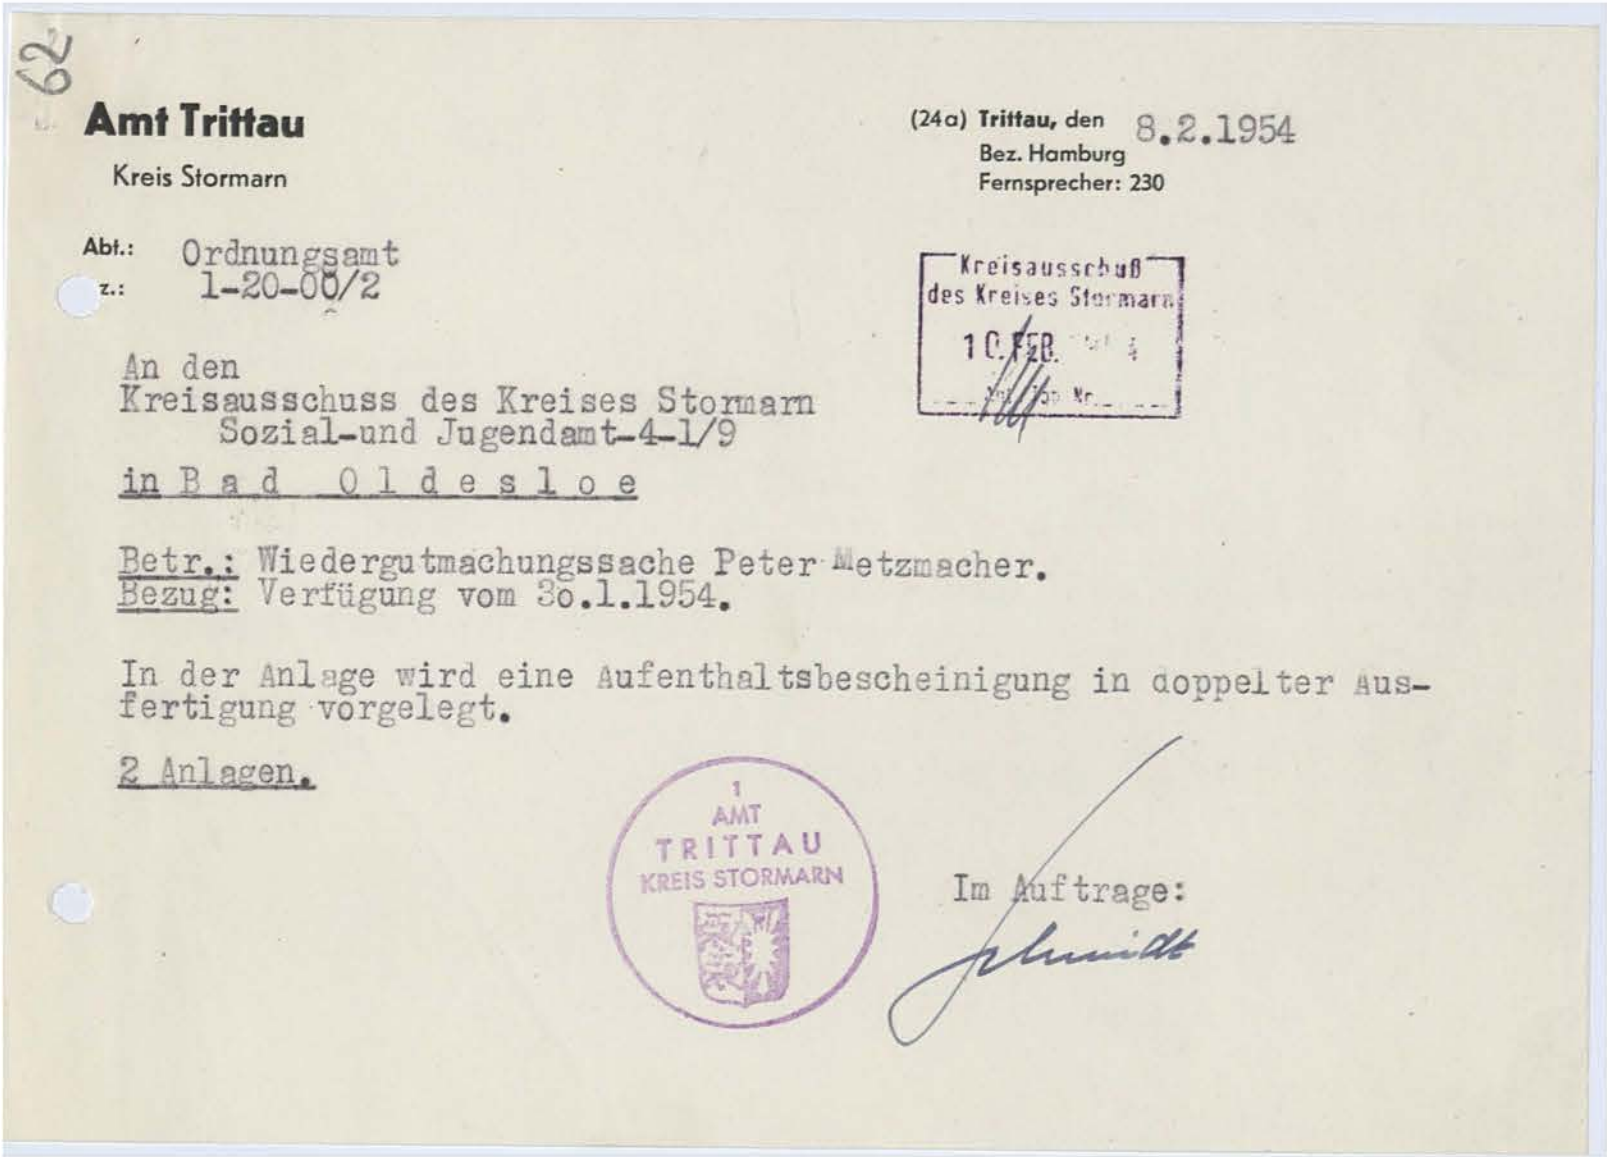 62
Amt Trittau
Kreis Stormarn
(24a) Trittau, den 8.2.1954
Bez. Hamburg
Fernsprecher: 230
Abt.: Ordnungsamt
z.: 1-20-00/2
Kreisausschuß
des Kreises Stormarn
10. FEB.
Nr.
An den
Kreisausschuss des Kreises Stormarn
Sozial-und Jugendamt-4-1/9
in B a d O l d e s l o e
Betr.: Wiedergutmachungssache Peter Metzmacher.
Bezug: Verfügung vom 3o.1.1954.
In der Anlage wird eine Aufenthaltsbescheinigung in doppelter Aus-
fertigung vorgelegt.
2 Anlagen.
1
AMT
TRITTAU
KREIS STORMARN
Im Auftrage:
Schmidt